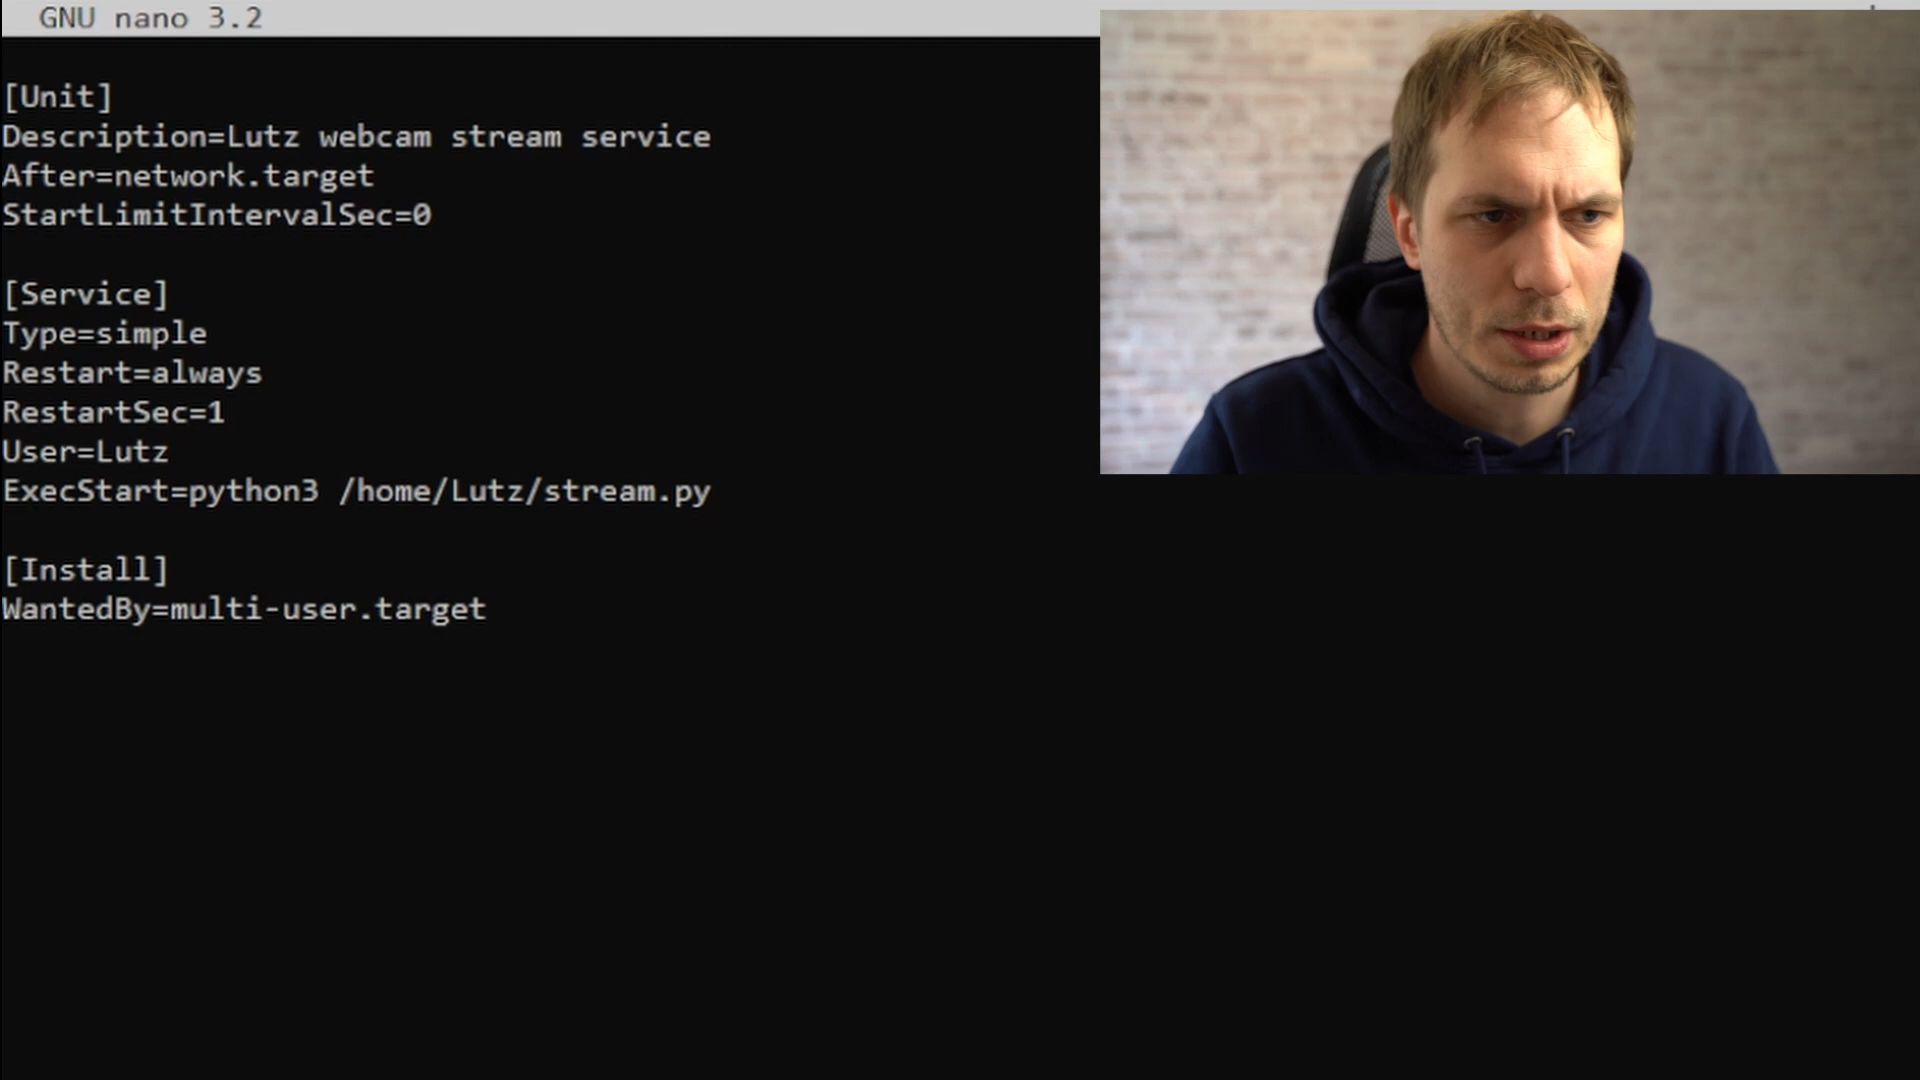 GNU nano 3.2
[Unit]
Description=Lutz webcam stream service
After=network.target
StartLimitIntervalSec=0
[Service]
Type=simple
Restart=always
RestartSec=1
User=Lutz
ExecStart=python3 /home/Lutz/stream.py
[Install]
WantedBy=multi-user.target